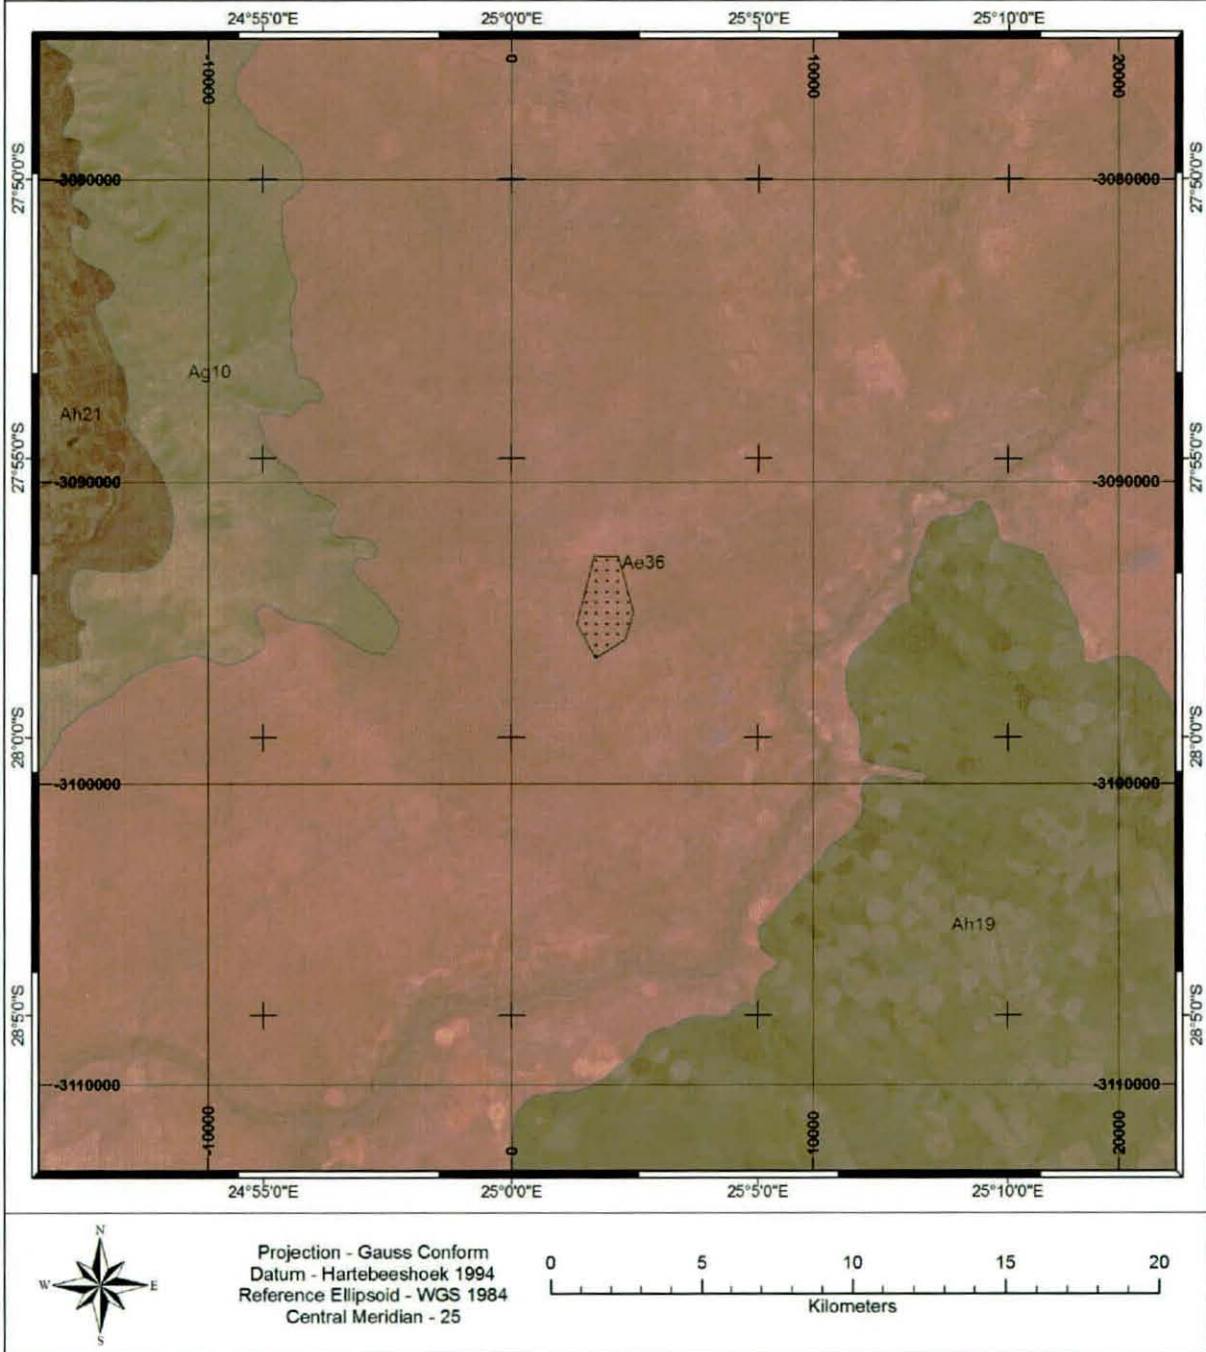 24°55'0"E 25°0'0"E 25°5'0"E 25°10'0"E
-10000 0 10000 20000
27°50'0"S -3080000 -3080000 27°50'0"S
Ag10
Ah21
27°55'0"S 27°55'0"S
-3090000 -3090000
Ae36
28°0'0"S 28°0'0"S
-3100000 -3100000
Ah19
28°5'0"S 28°5'0"S
-3110000 -3110000
-10000 0 10000 20000
24°55'0"E 25°0'0"E 25°5'0"E 25°10'0"E
N
W E
S
Projection - Gauss Conform
Datum - Hartebeeshoek 1994
Reference Ellipsoid - WGS 1984
Central Meridian - 25
0 5 10 15 20
Kilometers